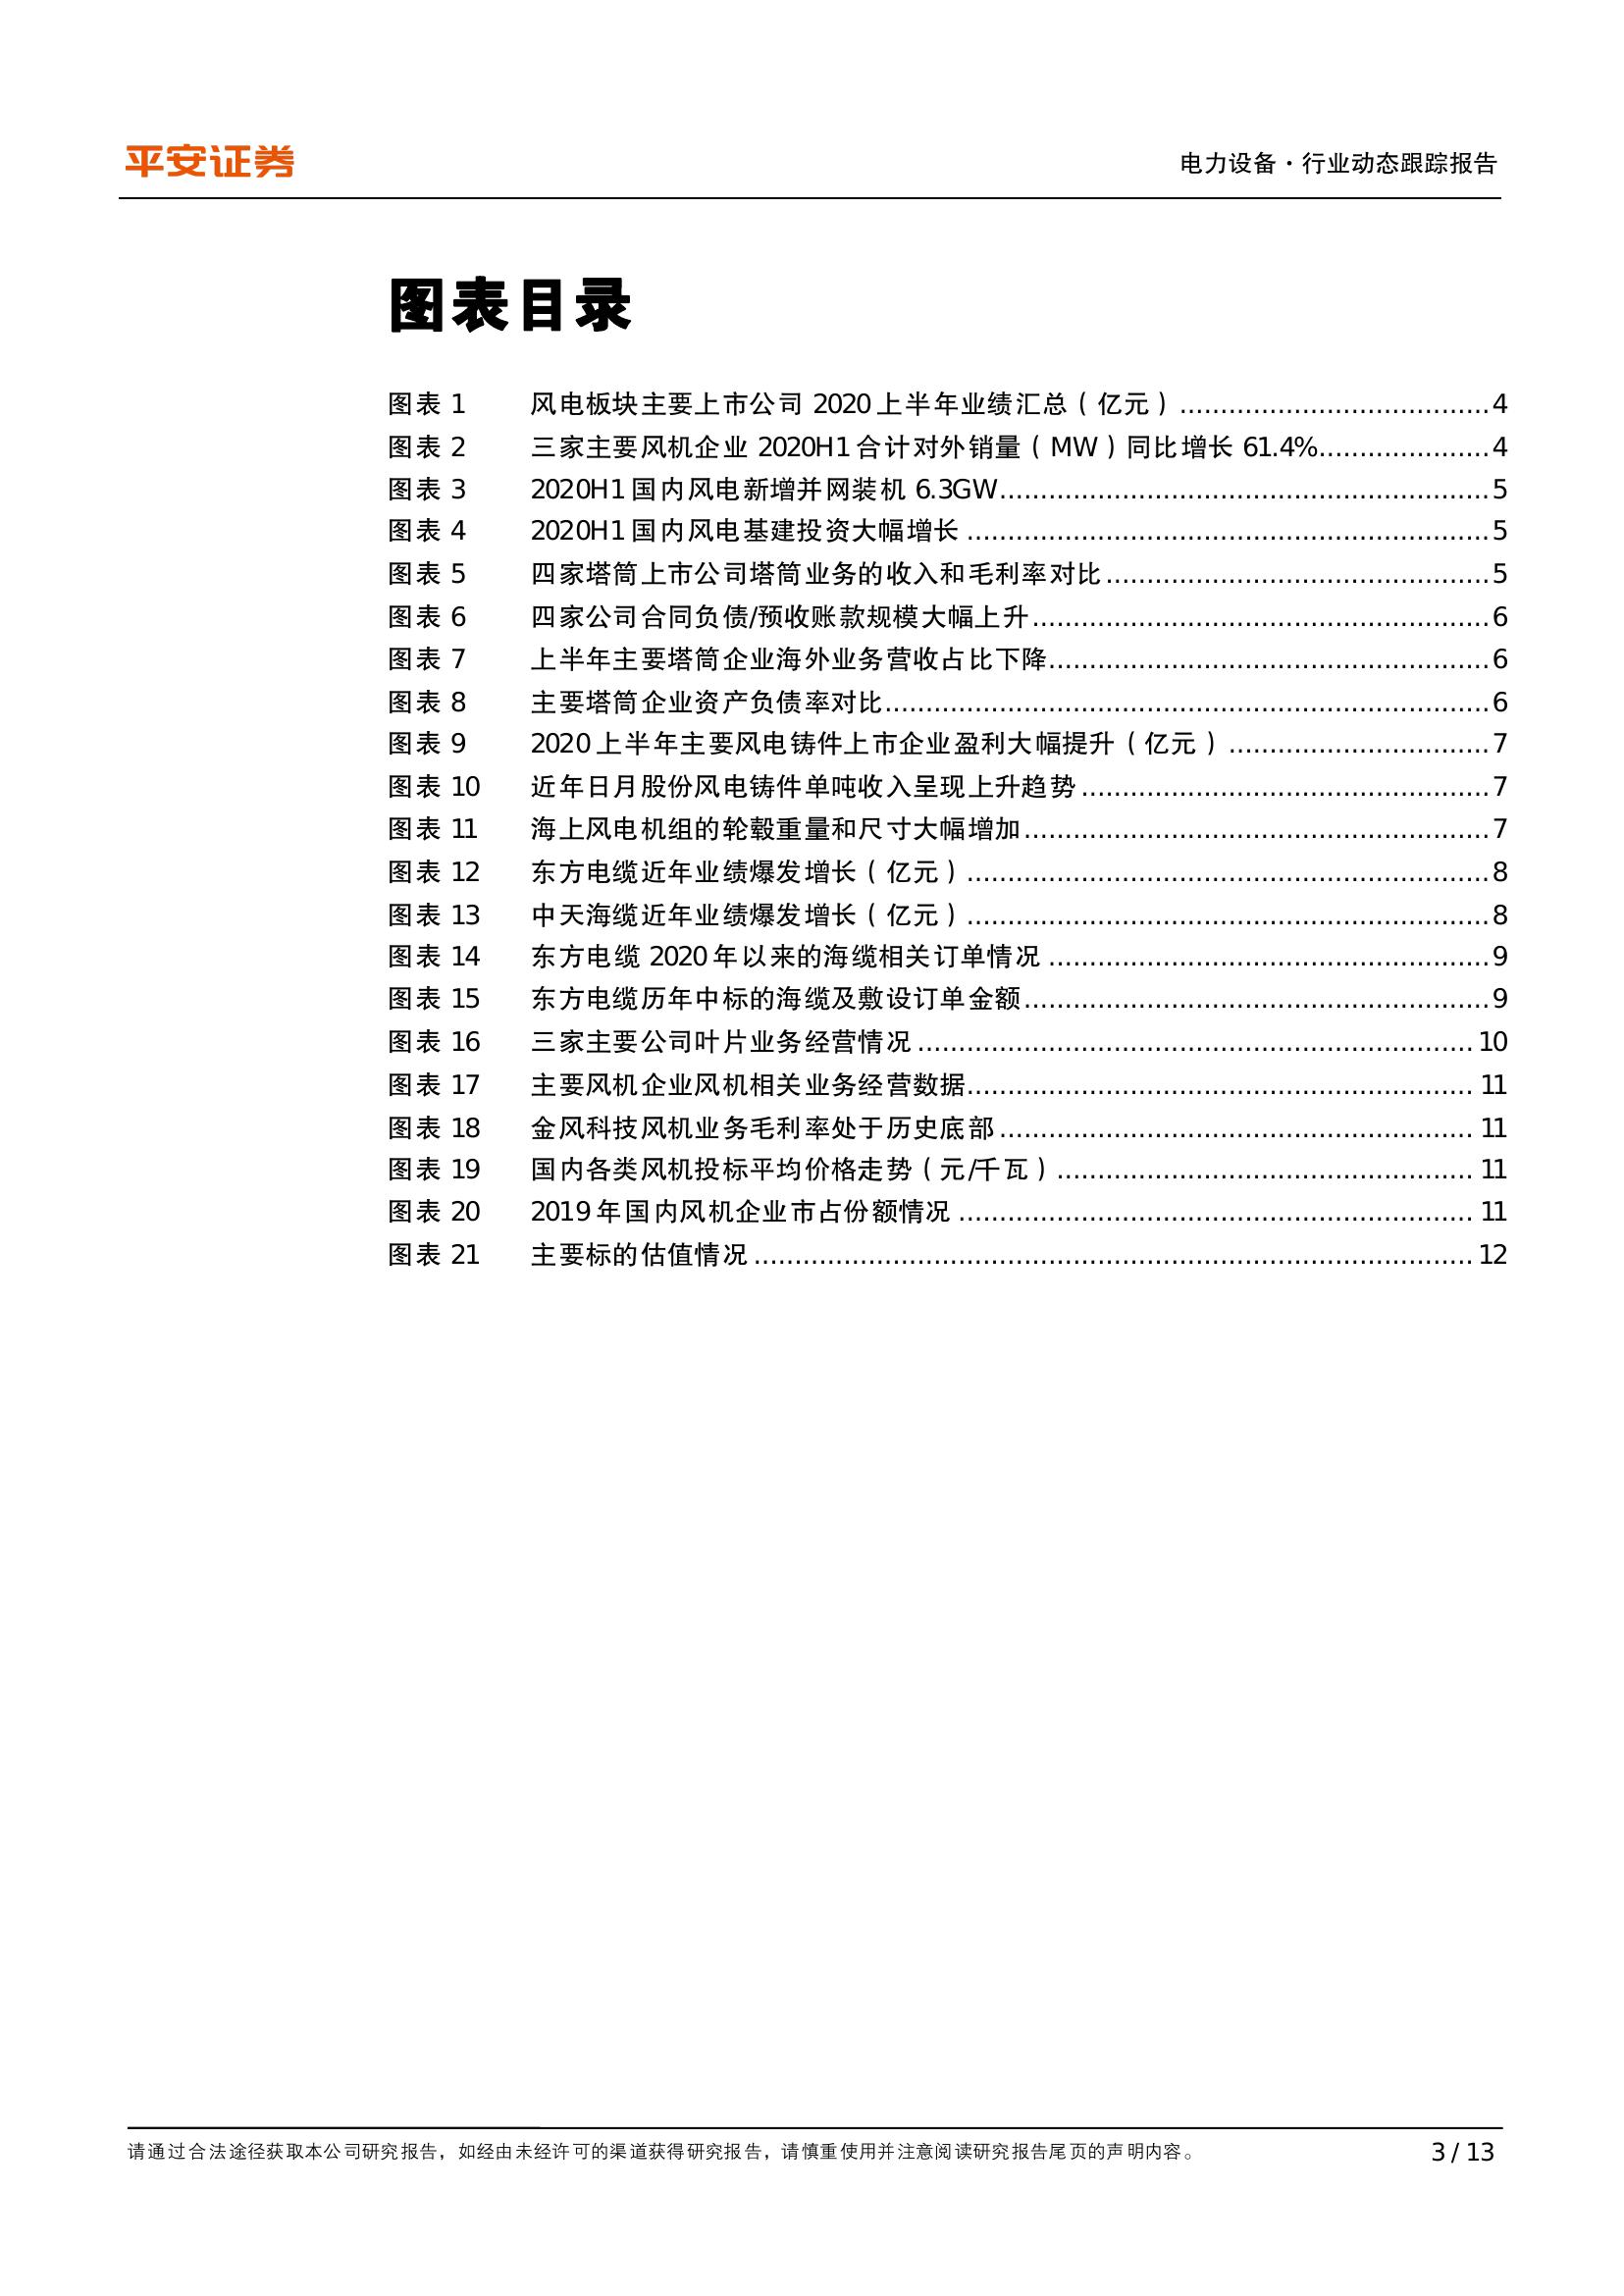 平安证券
电力设备·行业动态跟踪报告
图表目录
图表 1 风电板块主要上市公司 2020 上半年业绩汇总（亿元）......................................4
图表 2 三家主要风机企业 2020H1 合计对外销量（MW）同比增长 61.4%.....................4
图表 3 2020H1 国内风电新增并网装机 6.3GW............................................................5
图表 4 2020H1 国内风电基建投资大幅增长................................................................5
图表 5 四家塔筒上市公司塔筒业务的收入和毛利率对比...............................................5
图表 6 四家公司合同负债/预收账款规模大幅上升........................................................6
图表 7 上半年主要塔筒企业海外业务营收占比下降......................................................6
图表 8 主要塔筒企业资产负债率对比..........................................................................6
图表 9 2020 上半年主要风电铸件上市企业盈利大幅提升（亿元）................................7
图表 10 近年日月股份风电铸件单吨收入呈现上升趋势..................................................7
图表 11 海上风电机组的轮毂重量和尺寸大幅增加.........................................................7
图表 12 东方电缆近年业绩爆发增长（亿元）................................................................8
图表 13 中天海缆近年业绩爆发增长（亿元）................................................................8
图表 14 东方电缆 2020 年以来的海缆相关订单情况......................................................9
图表 15 东方电缆历年中标的海缆及敷设订单金额.........................................................9
图表 16 三家主要公司叶片业务经营情况....................................................................10
图表 17 主要风机企业风机相关业务经营数据..............................................................11
图表 18 金风科技风机业务毛利率处于历史底部..........................................................11
图表 19 国内各类风机投标平均价格走势（元/千瓦）...................................................11
图表 20 2019 年国内风机企业市占份额情况...............................................................11
图表 21 主要标的估值情况........................................................................................12
请通过合法途径获取本公司研究报告，如经由未经许可的渠道获得研究报告，请慎重使用并注意阅读研究报告尾页的声明内容。
3 / 13